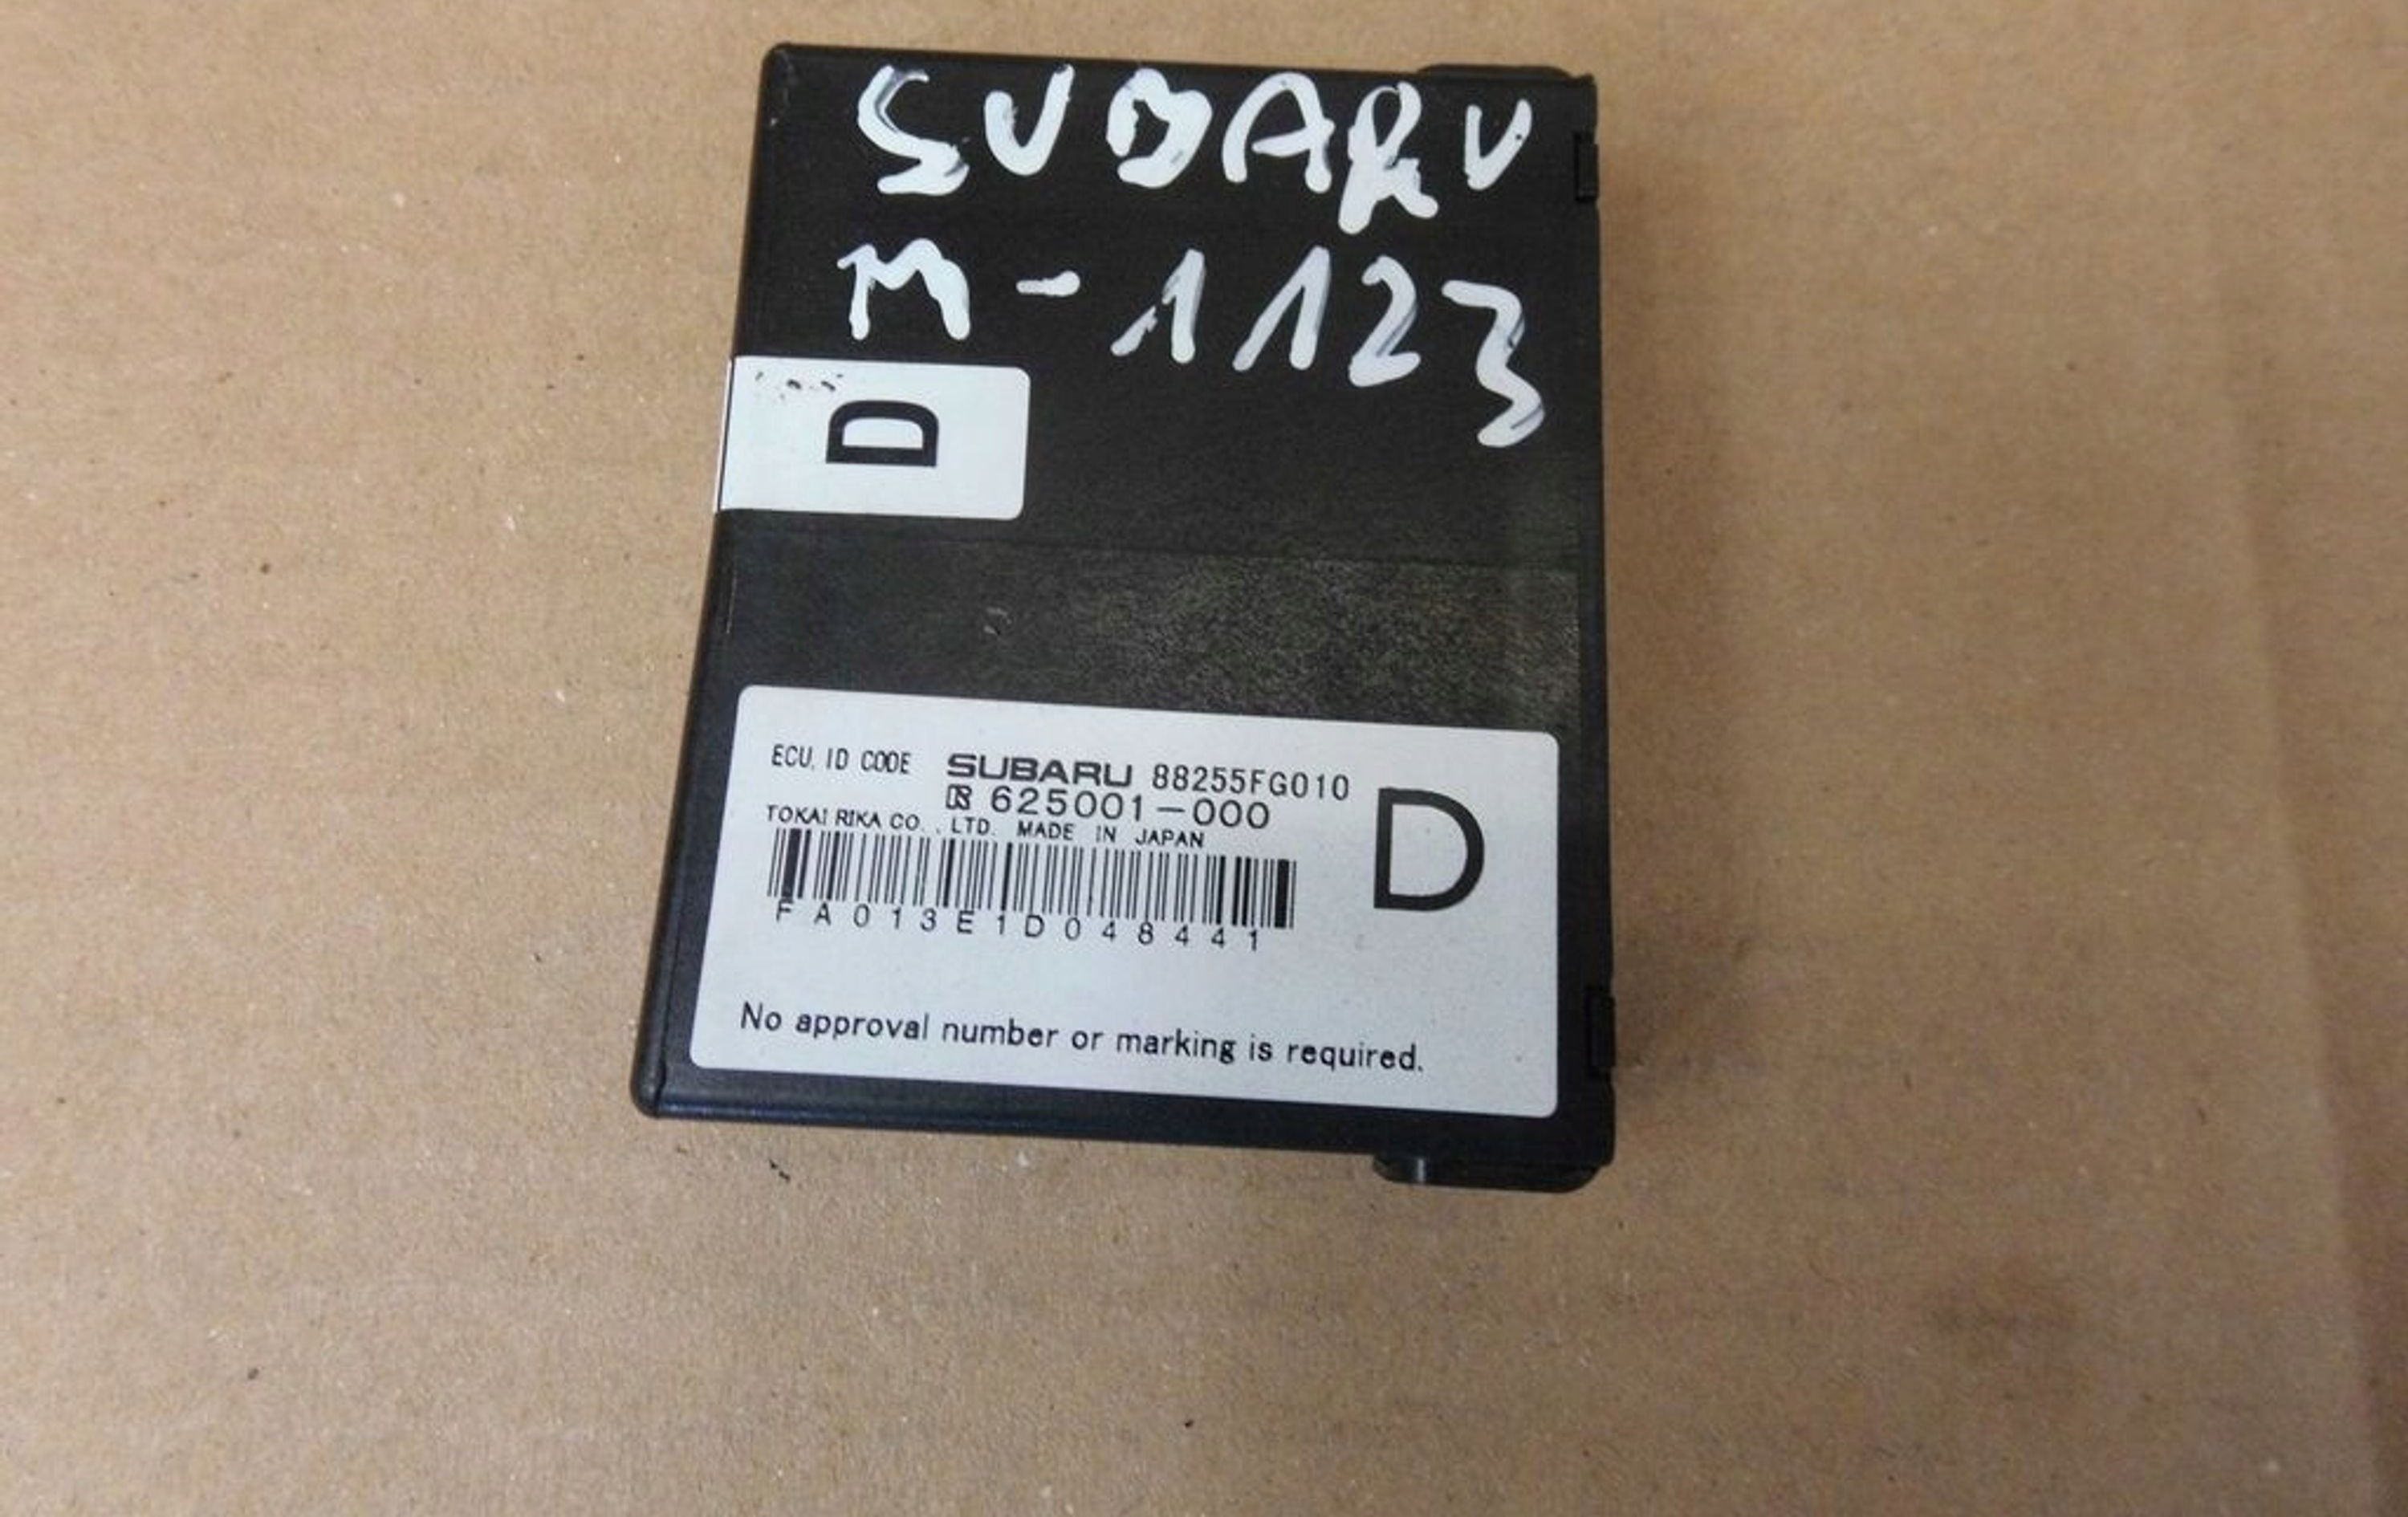 SUBARU
M-1123
D
ECU. ID CODE SUBARU 88255FG010
R 625001-000
TOKAI RIKA CO., LTD. MADE IN JAPAN
D
FA013E1D048441
No approval number or marking is required.